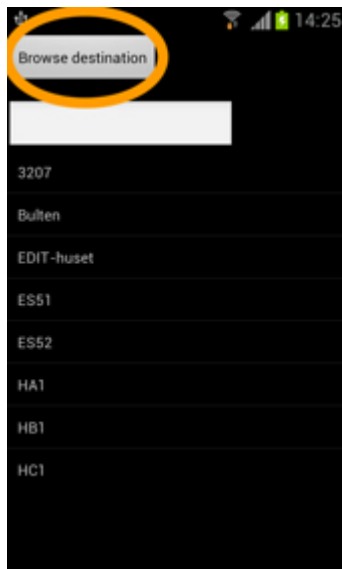 14:25
Browse destination
3207
Bulten
EDIT-huset
ES51
ES52
HA1
HB1
HC1